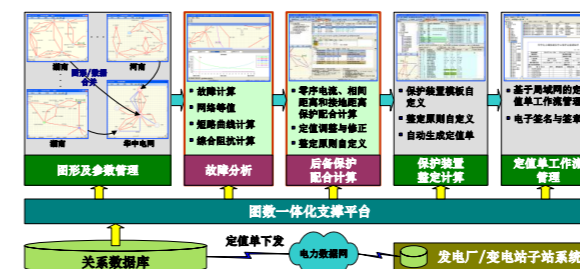 湖南
河南
图形/数据
合并
湖南
华中电网
图形及参数管理
故障计算
网络等值
短路曲线计算
综合阻抗计算
故障分析
零序电流、相间
距离和接地距离
保护配合计算
定值调整与修正
整定原则自定义
后备保护
配合计算
保护装置模板自
定义
整定原则自定义
自动生成定值单
保护装置
整定计算
基于局域网的定
值单工作流管理
电子签名与签章
定值单工作流
管理
图数一体化支撑平台
关系数据库
定值单下发
电力数据网
发电厂/变电站子站系统